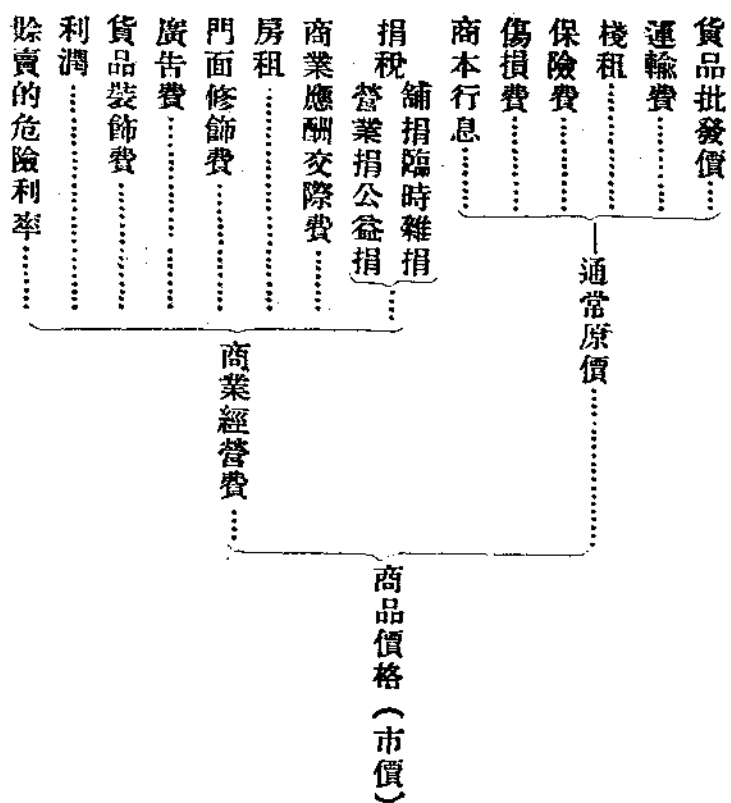 貨品批發價
運輸費
棧租
保險費
傷損費
商本行息
通常原價
捐稅
舖捐臨時雜捐
營業捐公益捐
商業應酬交際費
房租
門面修飾費
廣告費
貨品裝飾費
利潤
賒賣的危險利率
商業經營費
商品價格（市價）